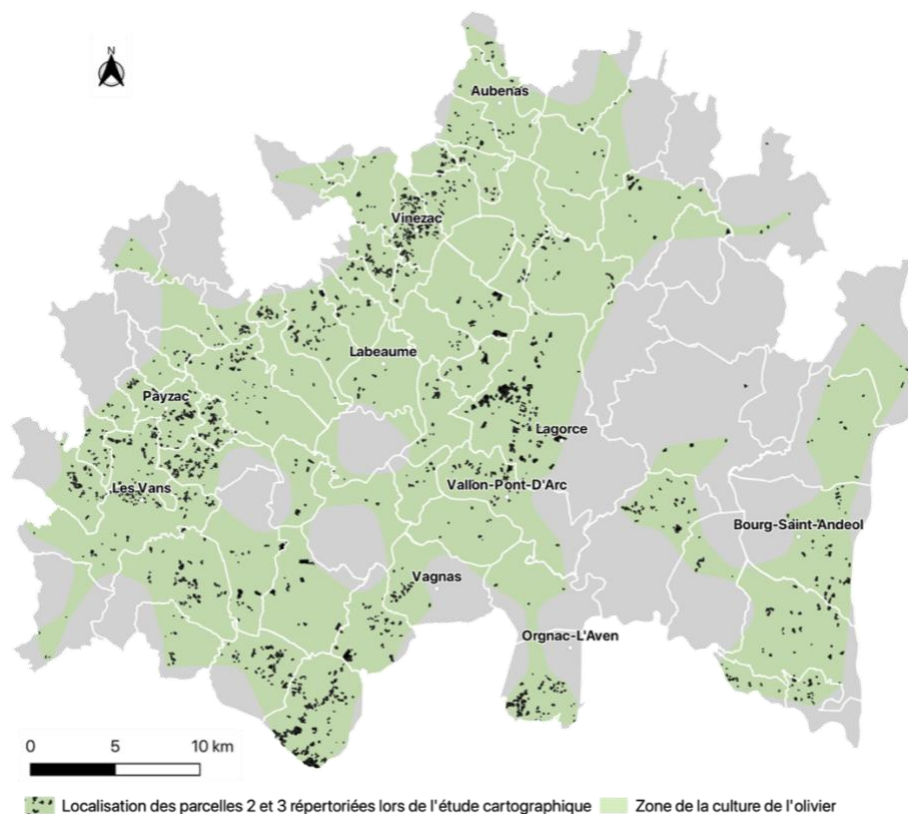 N
Aubenas
Vinezac
Labeaume
Payzac
Lagorce
Les Vans
Vallon-Pont-D'Arc
Bourg-Saint-Andeol
Vagnas
Orgnac-L'Aven
0 5 10 km
Localisation des parcelles 2 et 3 répertoriées lors de l'étude cartographique Zone de la culture de l'olivier